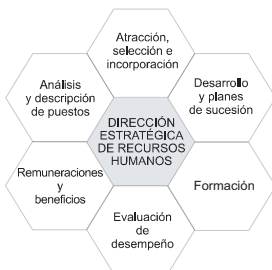 Atracción,
selección e
incorporación
Análisis
y descripción
de puestos
Desarrollo
y planes
de sucesión
DIRECCIÓN
ESTRATÉGICA
DE RECURSOS
HUMANOS
Remuneraciones
y
beneficios
Formación
Evaluación
de
desempeño